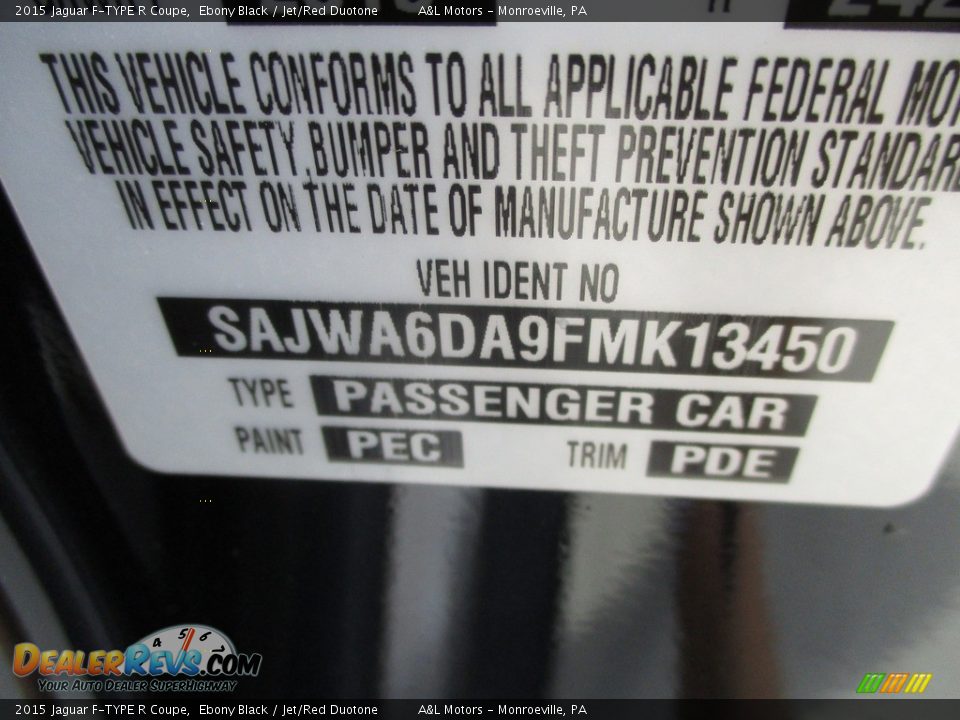 2015 Jaguar F-TYPE R Coupe, Ebony Black / Jet/Red Duotone A&L Motors - Monroeville, PA
THIS VEHICLE CONFORMS TO ALL APPLICABLE FEDERAL MO
VEHICLE SAFETY, BUMPER AND THEFT PREVENTION STANDAR
IN EFFECT ON THE DATE OF MANUFACTURE SHOWN ABOVE.
VEH IDENT NO
SAJWA6DA9FMK13450
TYPE PASSENGER CAR
PAINT PEC TRIM PDE
4 5 6
DEALERREVS.COM
YOUR AUTO DEALER SUPERHIGHWAY
2015 Jaguar F-TYPE R Coupe, Ebony Black / Jet/Red Duotone A&L Motors - Monroeville, PA